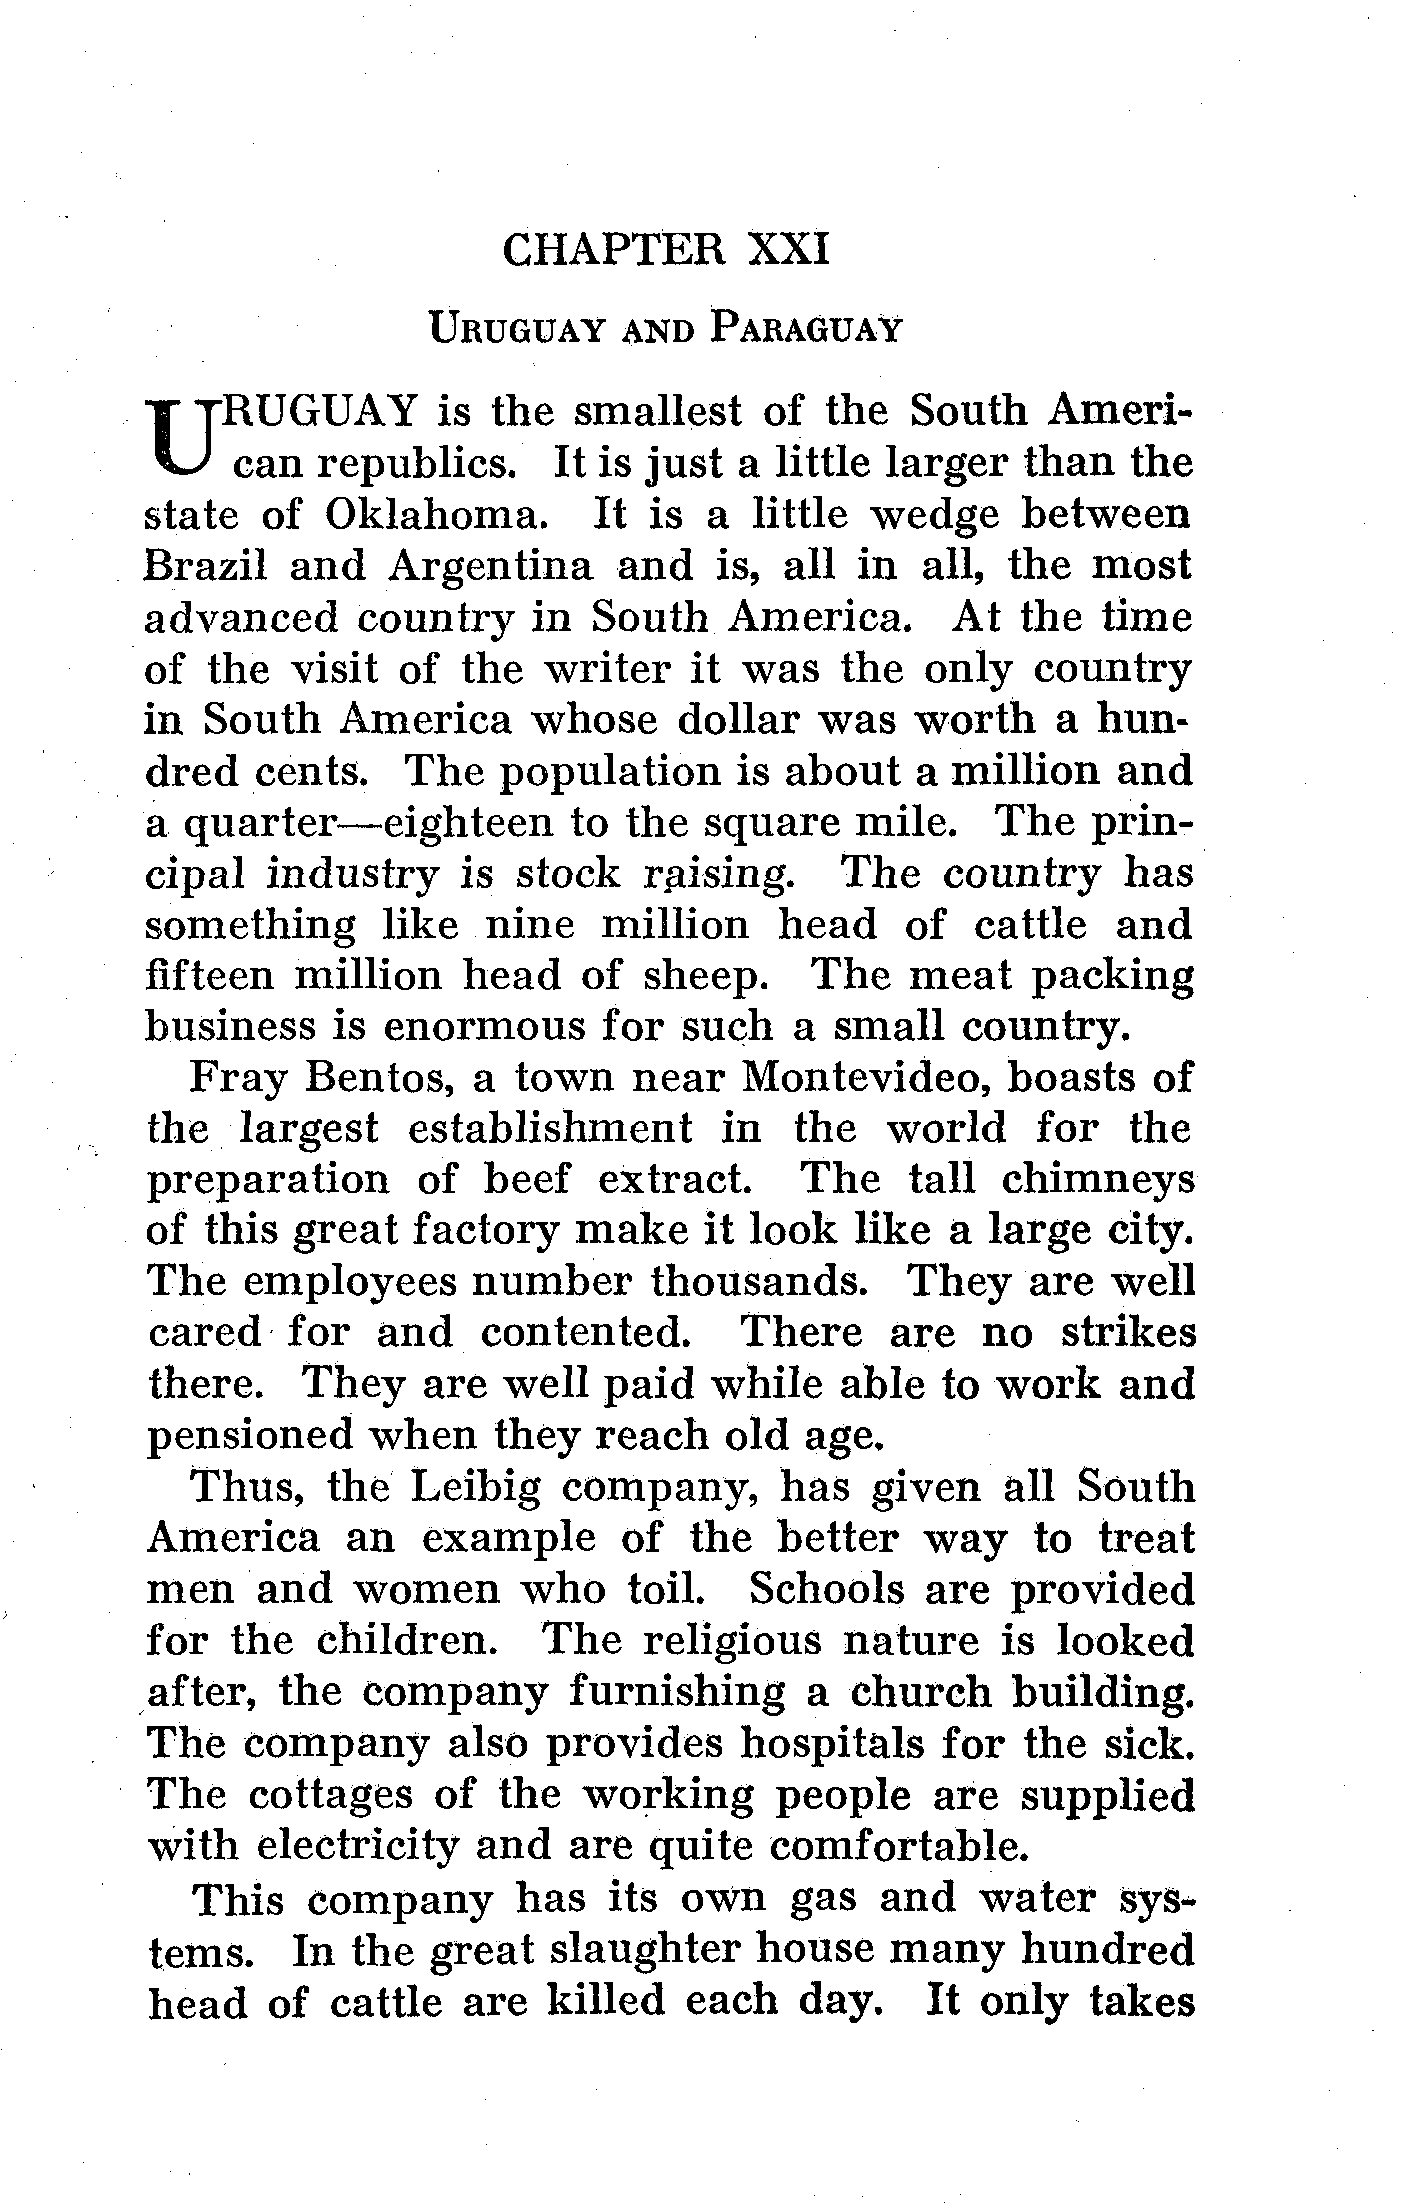 CHAPTER XXI
URUGUAY AND PARAGUAY
URUGUAY is the smallest of the South Ameri-
can republics. It is just a little larger than the
state of Oklahoma. It is a little wedge between
Brazil and Argentina and is, all in all, the most
advanced country in South America. At the time
of the visit of the writer it was the only country
in South America whose dollar was worth a hun-
dred cents. The population is about a million and
a quarter—eighteen to the square mile. The prin-
cipal industry is stock raising. The country has
something like nine million head of cattle and
fifteen million head of sheep. The meat packing
business is enormous for such a small country.
Fray Bentos, a town near Montevideo, boasts of
the largest establishment in the world for the
preparation of beef extract. The tall chimneys
of this great factory make it look like a large city.
The employees number thousands. They are well
cared for and contented. There are no strikes
there. They are well paid while able to work and
pensioned when they reach old age.
Thus, the Leibig company, has given all South
America an example of the better way to treat
men and women who toil. Schools are provided
for the children. The religious nature is looked
after, the company furnishing a church building.
The company also provides hospitals for the sick.
The cottages of the working people are supplied
with electricity and are quite comfortable.
This company has its own gas and water sys-
tems. In the great slaughter house many hundred
head of cattle are killed each day. It only takes